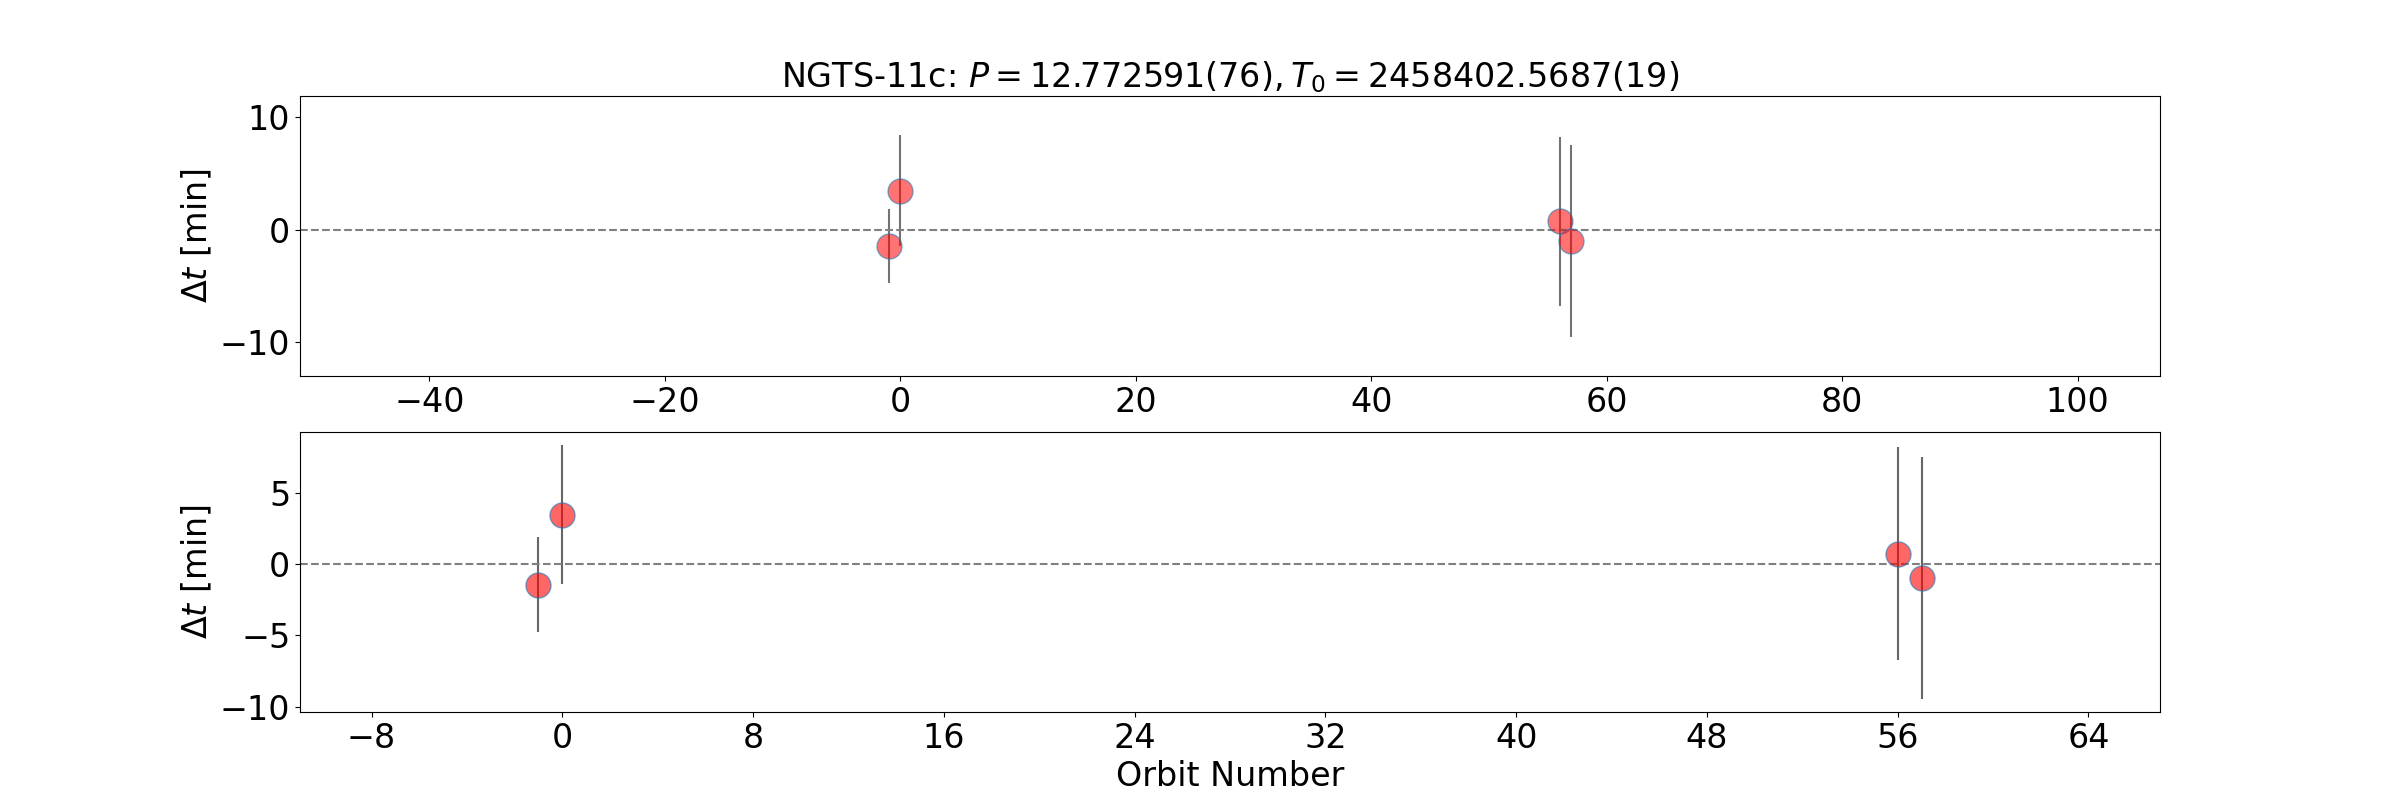 NGTS-11c: P = 12.772591(76), T₀ = 2458402.5687(19)
Δt [min]
10
0
−10
−40 −20 0 20 40 60 80 100
Δt [min]
5
0
−5
−10
−8 0 8 16 24 32 40 48 56 64
Orbit Number